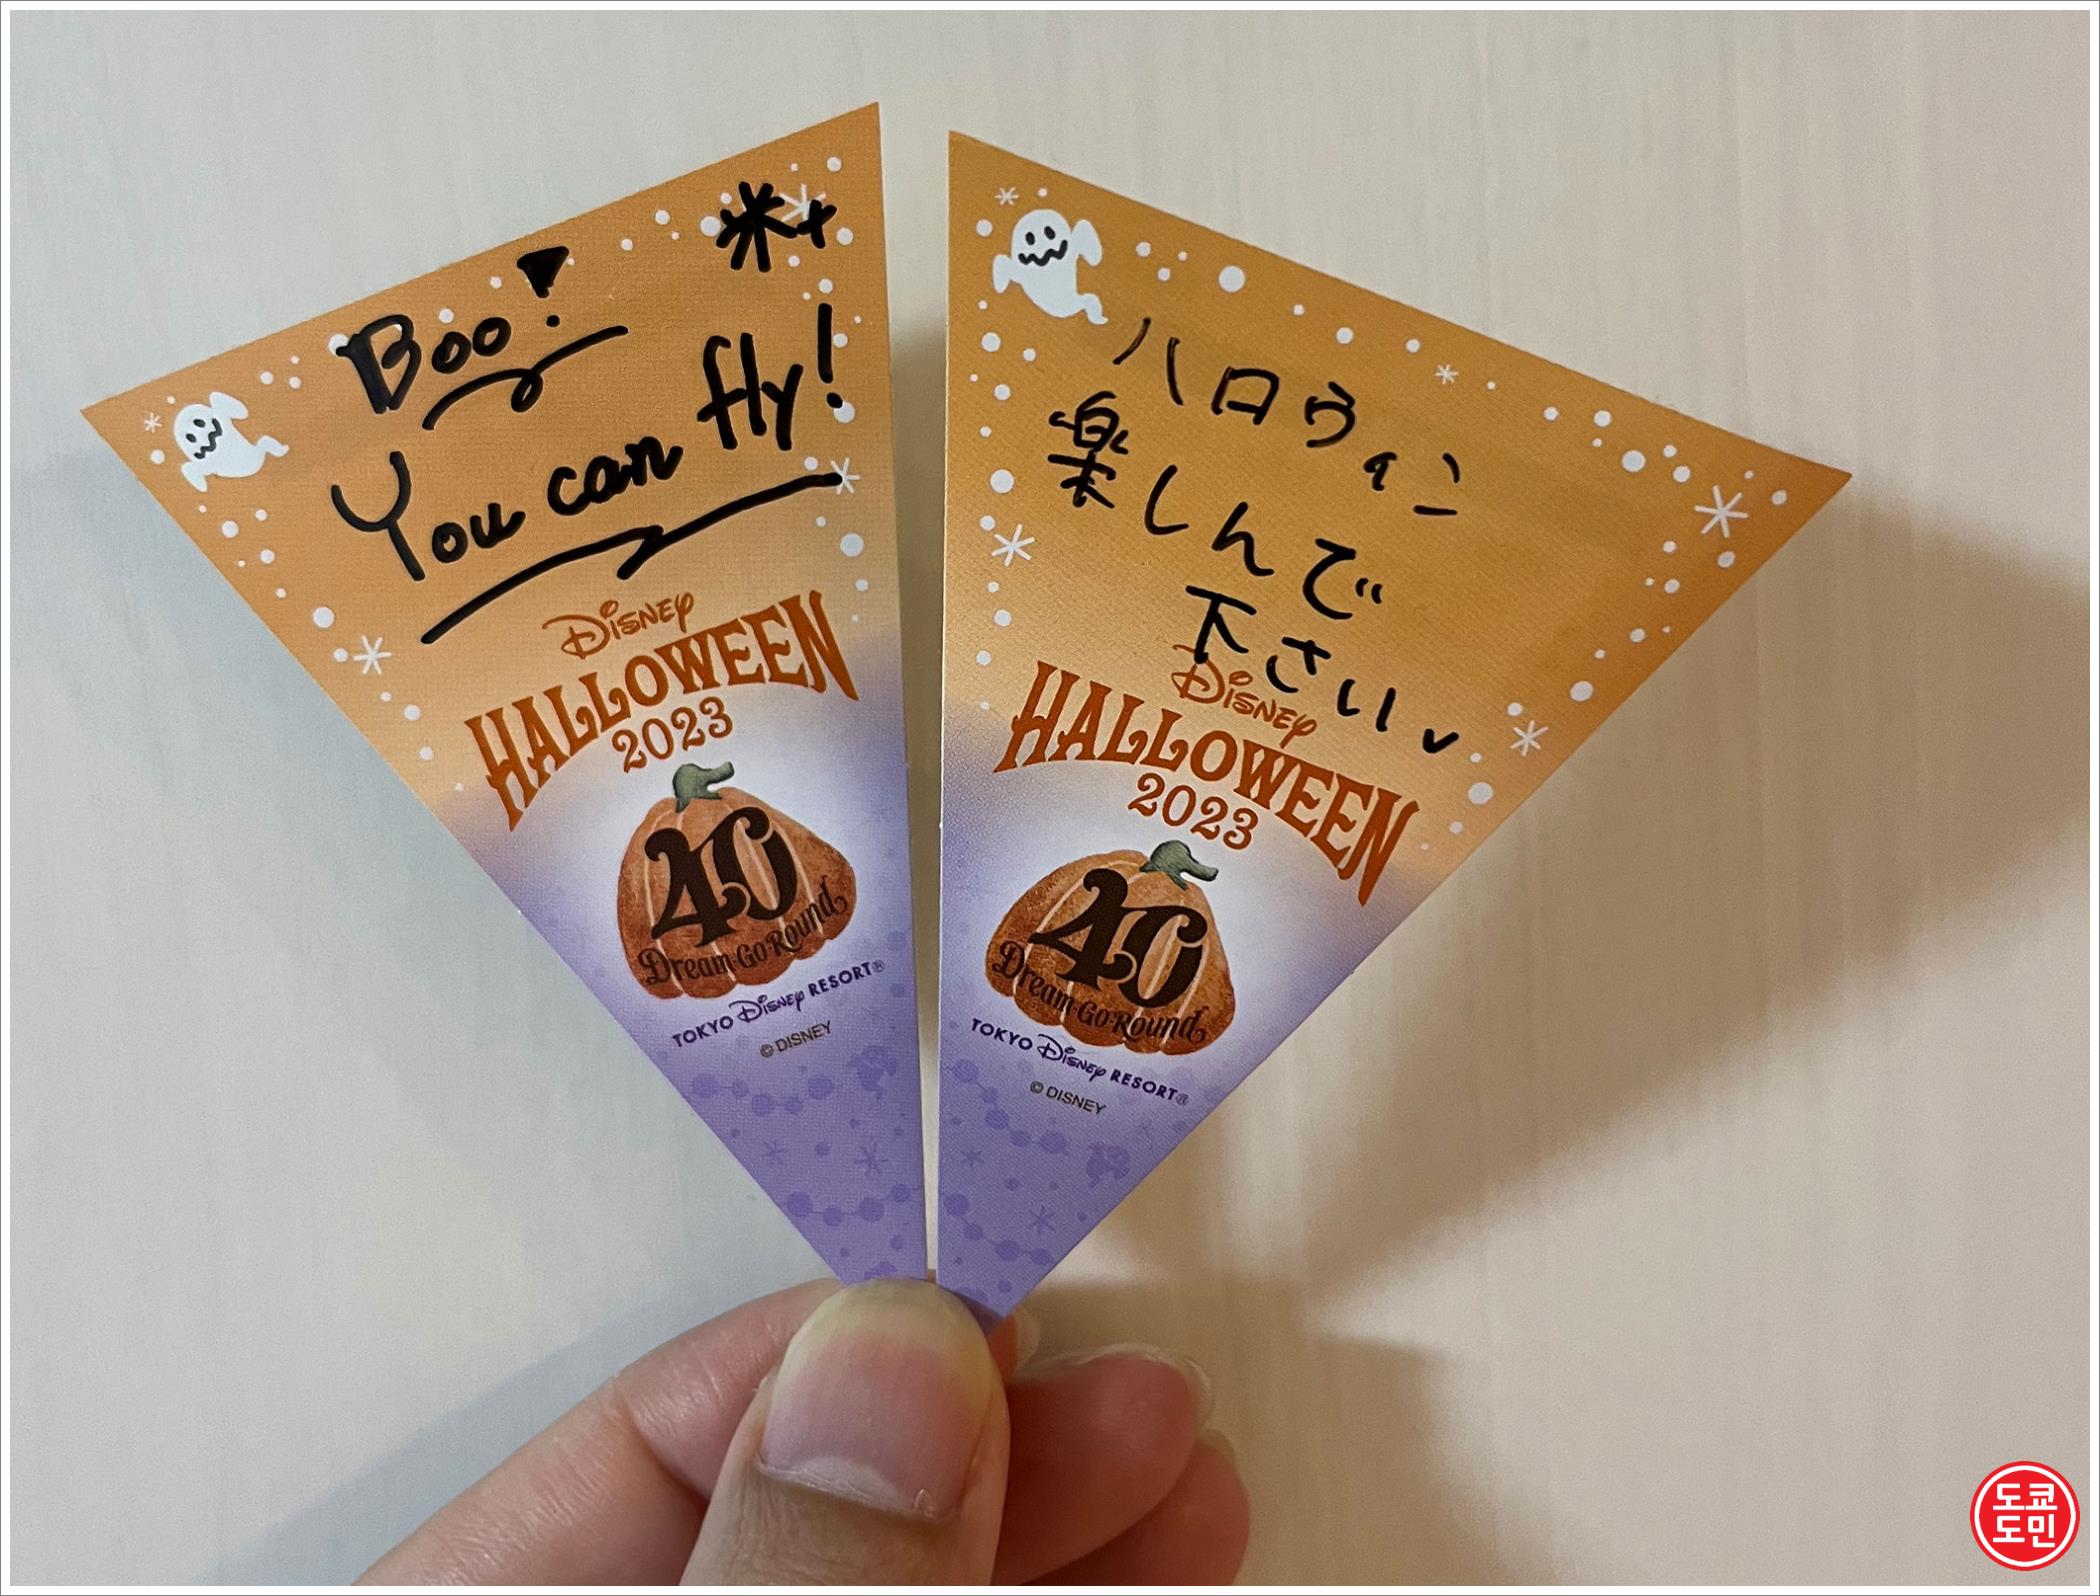 Boo!
You can fly!
Disney
HALLOWEEN
2023
40
Dream-Go-Round
TOKYO Disney RESORT®
© DISNEY
ハロウィン
楽しんで
下さい
Disney
HALLOWEEN
2023
40
Dream-Go-Round
TOKYO Disney RESORT®
© DISNEY
도쿄
도민